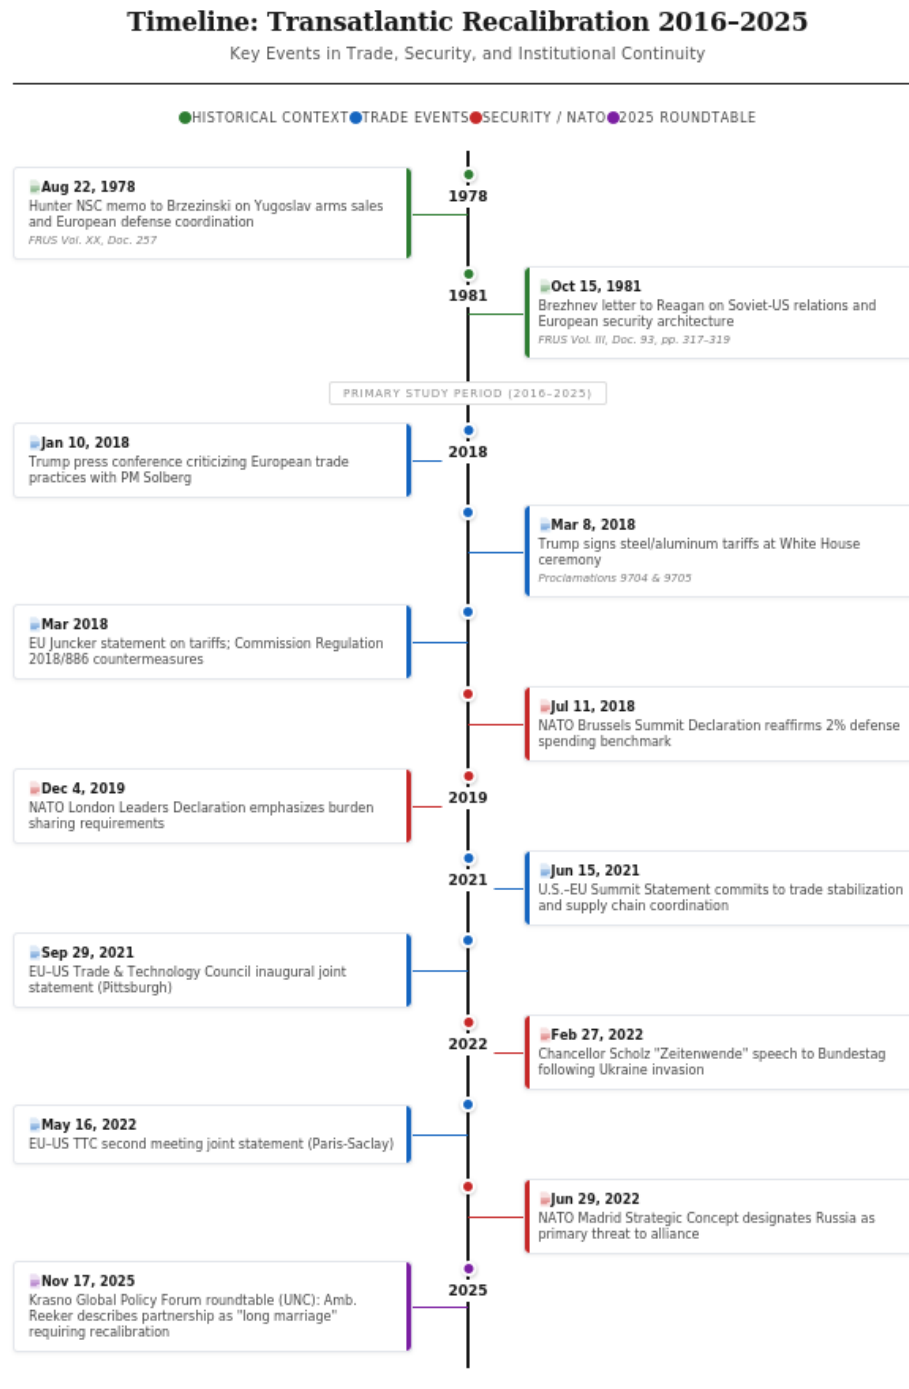 Timeline: Transatlantic Recalibration 2016–2025
Key Events in Trade, Security, and Institutional Continuity
HISTORICAL CONTEXT TRADE EVENTS SECURITY / NATO 2025 ROUNDTABLE
1978
Aug 22, 1978
Hunter NSC memo to Brzezinski on Yugoslav arms sales
and European defense coordination
FRUS Vol. XX, Doc. 257
1981
Oct 15, 1981
Brezhnev letter to Reagan on Soviet-US relations and
European security architecture
FRUS Vol. III, Doc. 93, pp. 317–319
PRIMARY STUDY PERIOD (2016–2025)
2018
Jan 10, 2018
Trump press conference criticizing European trade
practices with PM Solberg
Mar 8, 2018
Trump signs steel/aluminum tariffs at White House
ceremony
Proclamations 9704 & 9705
Mar 2018
EU Juncker statement on tariffs; Commission Regulation
2018/886 countermeasures
Jul 11, 2018
NATO Brussels Summit Declaration reaffirms 2% defense
spending benchmark
2019
Dec 4, 2019
NATO London Leaders Declaration emphasizes burden
sharing requirements
2021
Jun 15, 2021
U.S.–EU Summit Statement commits to trade stabilization
and supply chain coordination
Sep 29, 2021
EU–US Trade & Technology Council inaugural joint
statement (Pittsburgh)
2022
Feb 27, 2022
Chancellor Scholz "Zeitenwende" speech to Bundestag
following Ukraine invasion
May 16, 2022
EU–US TTC second meeting joint statement (Paris-Saclay)
Jun 29, 2022
NATO Madrid Strategic Concept designates Russia as
primary threat to alliance
2025
Nov 17, 2025
Krasno Global Policy Forum roundtable (UNC): Amb.
Reeker describes partnership as "long marriage"
requiring recalibration